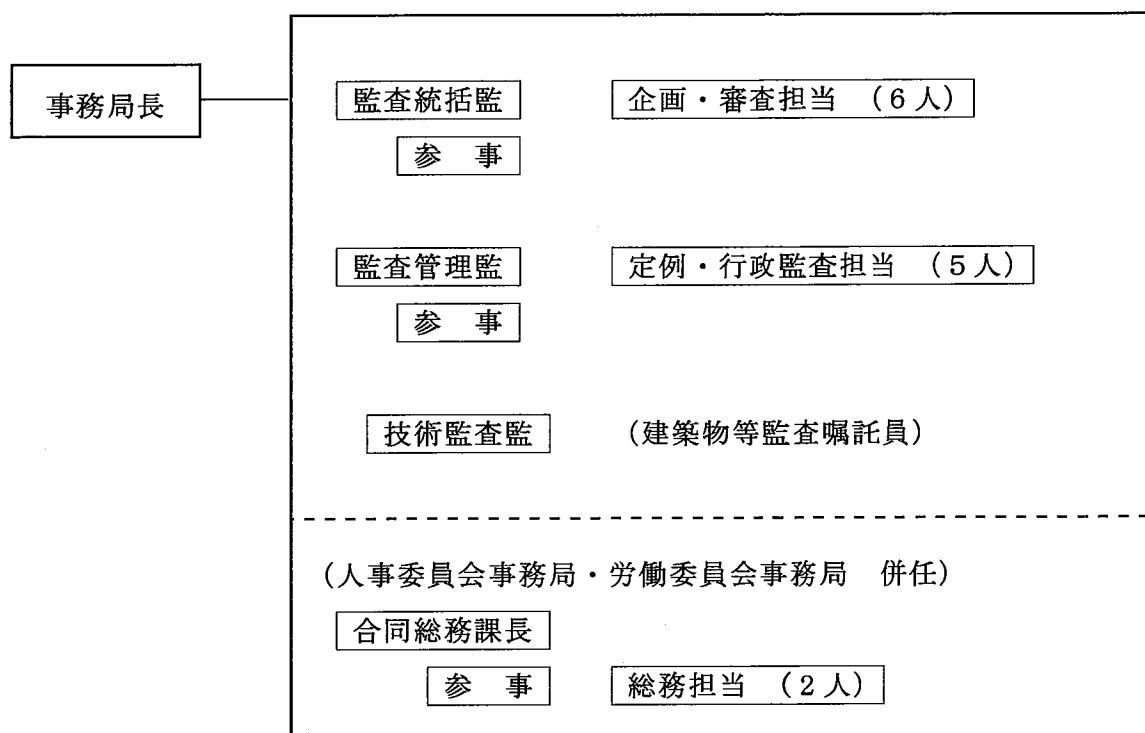 事務局長
監査統括監　企画・審査担当　（６人）
参　事
監査管理監　定例・行政監査担当　（５人）
参　事
技術監査監　（建築物等監査嘱託員）
（人事委員会事務局・労働委員会事務局　併任）
合同総務課長
参　事　総務担当　（２人）